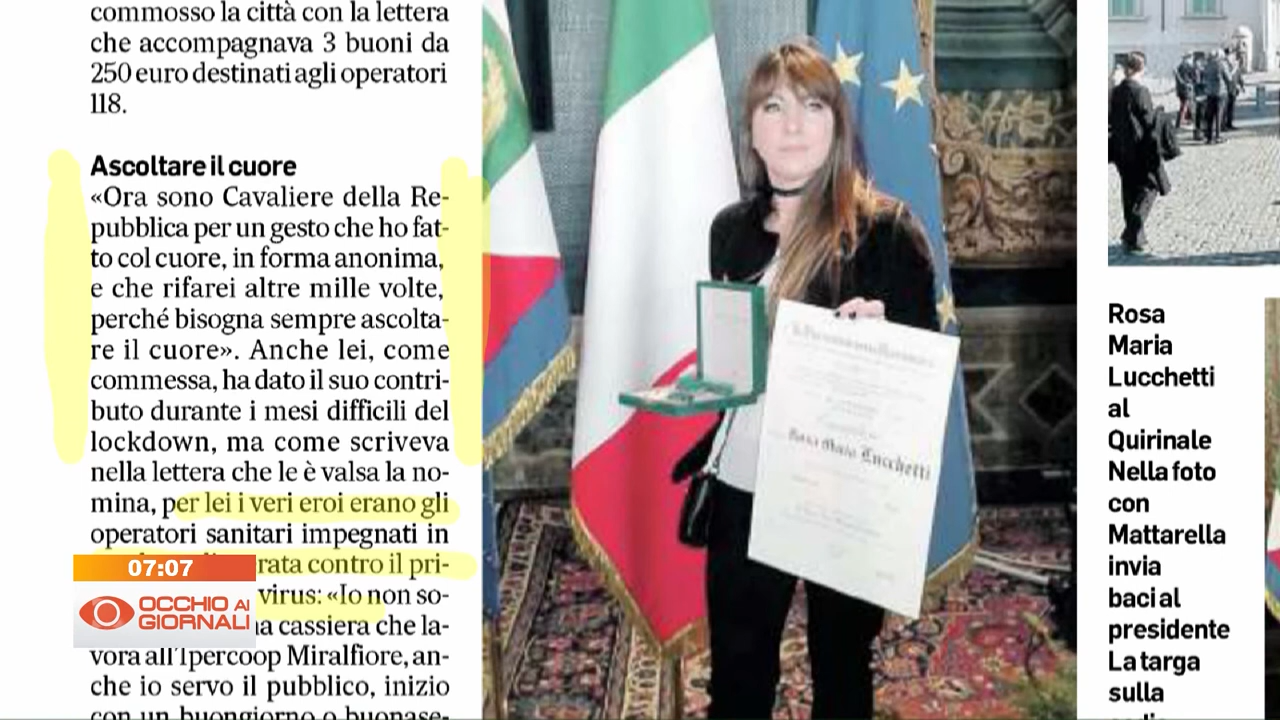 commosso la città con la lettera
che accompagnava 3 buoni da
250 euro destinati agli operatori
118.
Ascoltare il cuore
«Ora sono Cavaliere della Re-
pubblica per un gesto che ho fat-
to col cuore, in forma anonima,
e che rifarei altre mille volte,
perché bisogna sempre ascolta-
re il cuore». Anche lei, come
commessa, ha dato il suo contri-
buto durante i mesi difficili del
lockdown, ma come scriveva
nella lettera che le è valsa la no-
mina, per lei i veri eroi erano gli
operatori sanitari impegnati in
rata contro il pri-
virus: «Io non so-
na cassiera che la-
vora all'Ipercoop Miralfiore, an-
che io servo il pubblico, inizio
con un buongiorno o buonase-
07:07
OCCHIO AI
GIORNALI
Rosa Maria Lucchetti
Rosa
Maria
Lucchetti
al
Quirinale
Nella foto
con
Mattarella
invia
baci al
presidente
La targa
sulla